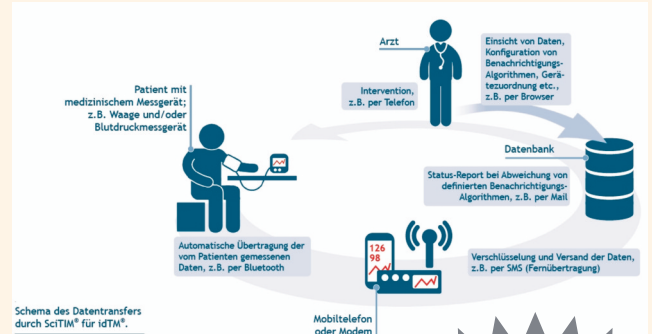 Arzt
Einsicht von Daten,
Konfiguration von
Benachrichtigungs-
Algorithmen, Gerä-
tezuordnung etc.,
z.B. per Browser
Intervention,
z.B. per Telefon
Patient mit
medizinischem Messgerät;
z.B. Waage und/oder
Blutdruckmessgerät
Datenbank
Status-Report bei Abweichung von
definierten Benachrichtigungs-
Algorithmen, z.B. per Mail
Automatische Übertragung der
vom Patienten gemessenen
Daten, z.B. per Bluetooth
126
98
Verschlüsselung und Versand der Daten,
z.B. per SMS (Fernübertragung)
Schema des Datentransfers
durch SciTIM® für idTM®.
Mobiltelefon
oder Modem